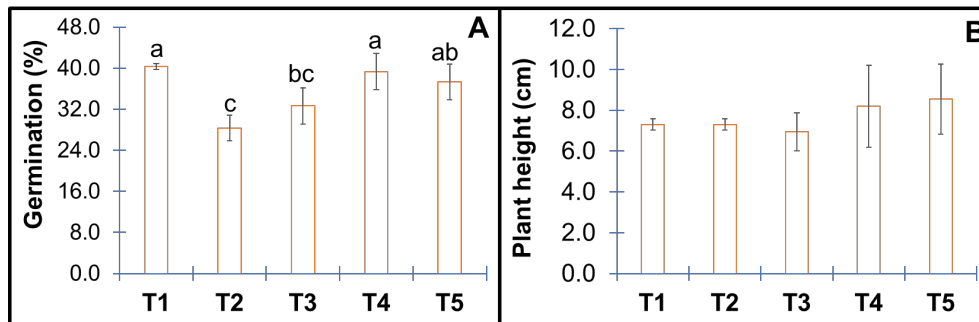 A
Germination (%)
48.0
40.0
32.0
24.0
16.0
8.0
0.0
a
c
bc
a
ab
T1 T2 T3 T4 T5
B
Plant height (cm)
12.0
10.0
8.0
6.0
4.0
2.0
0.0
T1 T2 T3 T4 T5